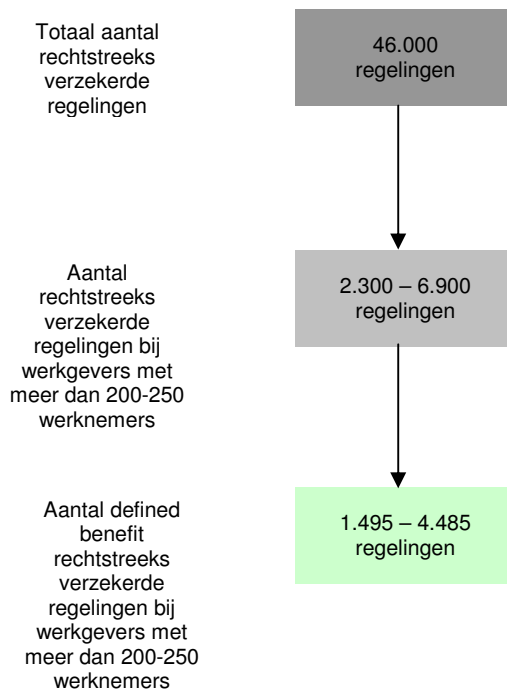 Totaal aantal
rechtstreeks
verzekerde
regelingen
46.000
regelingen
Aantal
rechtstreeks
verzekerde
regelingen bij
werkgevers met
meer dan 200-250
werknemers
2.300 – 6.900
regelingen
Aantal defined
benefit
rechtstreeks
verzekerde
regelingen bij
werkgevers met
meer dan 200-250
werknemers
1.495 – 4.485
regelingen